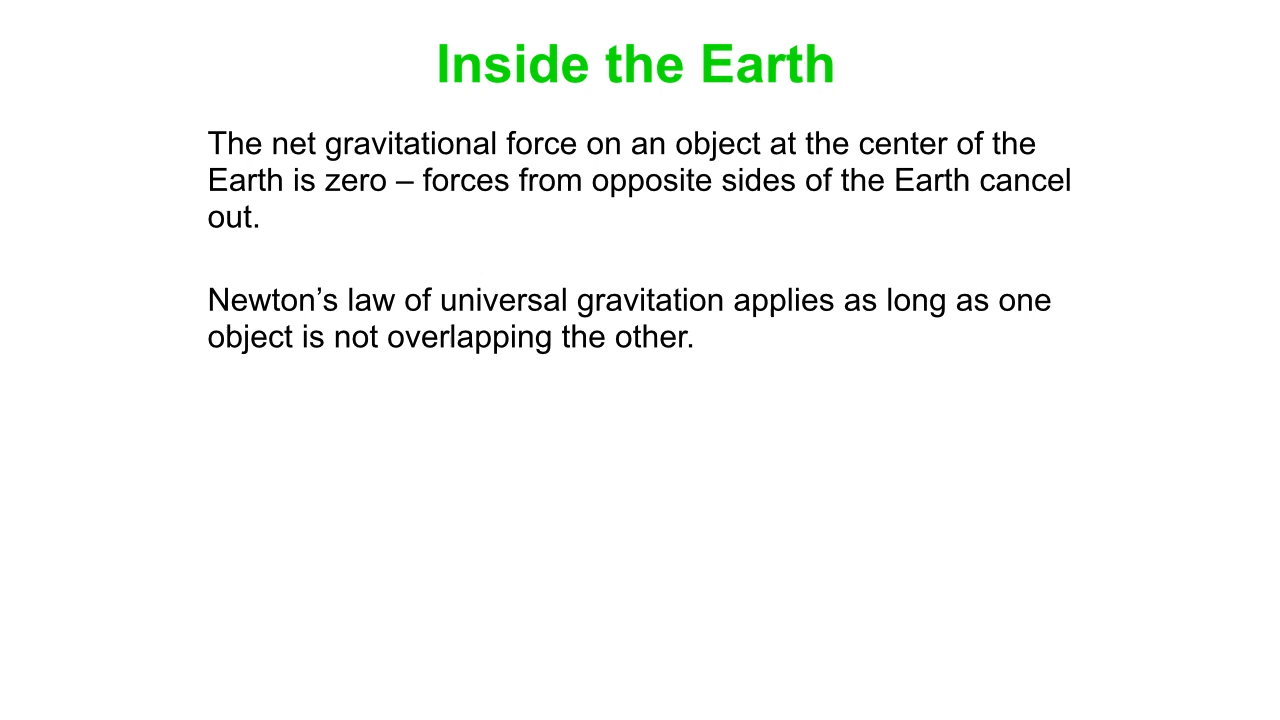 Inside the Earth
The net gravitational force on an object at the center of the
Earth is zero – forces from opposite sides of the Earth cancel
out.
Newton’s law of universal gravitation applies as long as one
object is not overlapping the other.